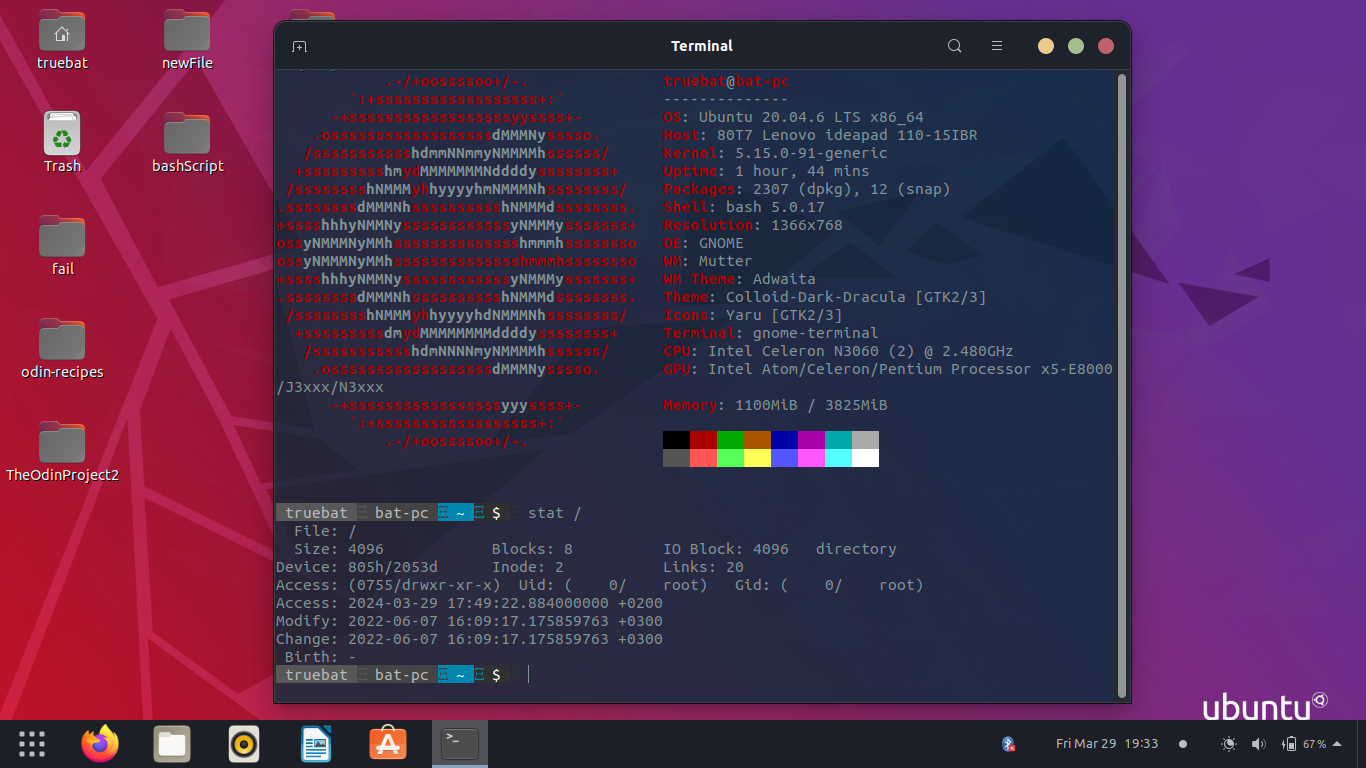 truebat
newFile
Trash
bashScript
fail
odin-recipes
TheOdinProject2
Terminal
.-/+oossssoo+/-.
`:+ssssssssssssssssss+:`
-+ssssssssssssssssssyyssss+-
.ossssssssssssssssssdMMMNysssso.
/ssssssssssshdmmNNmmyNMMMMhssssss/
+ssssssssshmydMMMMMMMNddddyssssssss+
/sssssssshNMMMyhhyyyyhmNMMMNhssssssss/
.ssssssssdMMMNhsssssssssshNMMMdssssssss.
+sssshhhyNMMNyssssssssssssyNMMMysssssss+
ossyNMMMNyMMhsssssssssssssshmmmhssssssso
ossyNMMMNyMMhsssssssssssssshmmmhssssssso
+sssshhhyNMMNyssssssssssssyNMMMysssssss+
.ssssssssdMMMNhsssssssssshNMMMdssssssss.
/sssssssshNMMMyhhyyyyhdNMMMNhssssssss/
+sssssssssdmydMMMMMMMMddddyssssssss+
/ssssssssssshdmNNNNmyNMMMMhssssss/
.ossssssssssssssssssdMMMNysssso.
-+sssssssssssssssssyyyssss+-
`:+ssssssssssssssssss+:`
.-/+oossssoo+/-.
truebat@bat-pc
--------------
OS: Ubuntu 20.04.6 LTS x86_64
Host: 80T7 Lenovo ideapad 110-15IBR
Kernel: 5.15.0-91-generic
Uptime: 1 hour, 44 mins
Packages: 2307 (dpkg), 12 (snap)
Shell: bash 5.0.17
Resolution: 1366x768
DE: GNOME
WM: Mutter
WM Theme: Adwaita
Theme: Colloid-Dark-Dracula [GTK2/3]
Icons: Yaru [GTK2/3]
Terminal: gnome-terminal
CPU: Intel Celeron N3060 (2) @ 2.480GHz
GPU: Intel Atom/Celeron/Pentium Processor x5-E8000
/J3xxx/N3xxx
Memory: 1100MiB / 3825MiB
truebat bat-pc ~ $ stat /
File: /
Size: 4096 Blocks: 8 IO Block: 4096 directory
Device: 805h/2053d Inode: 2 Links: 20
Access: (0755/drwxr-xr-x) Uid: ( 0/ root) Gid: ( 0/ root)
Access: 2024-03-29 17:49:22.884000000 +0200
Modify: 2022-06-07 16:09:17.175859763 +0300
Change: 2022-06-07 16:09:17.175859763 +0300
Birth: -
truebat bat-pc ~ $
ubuntu
Fri Mar 29 19:33
67 %